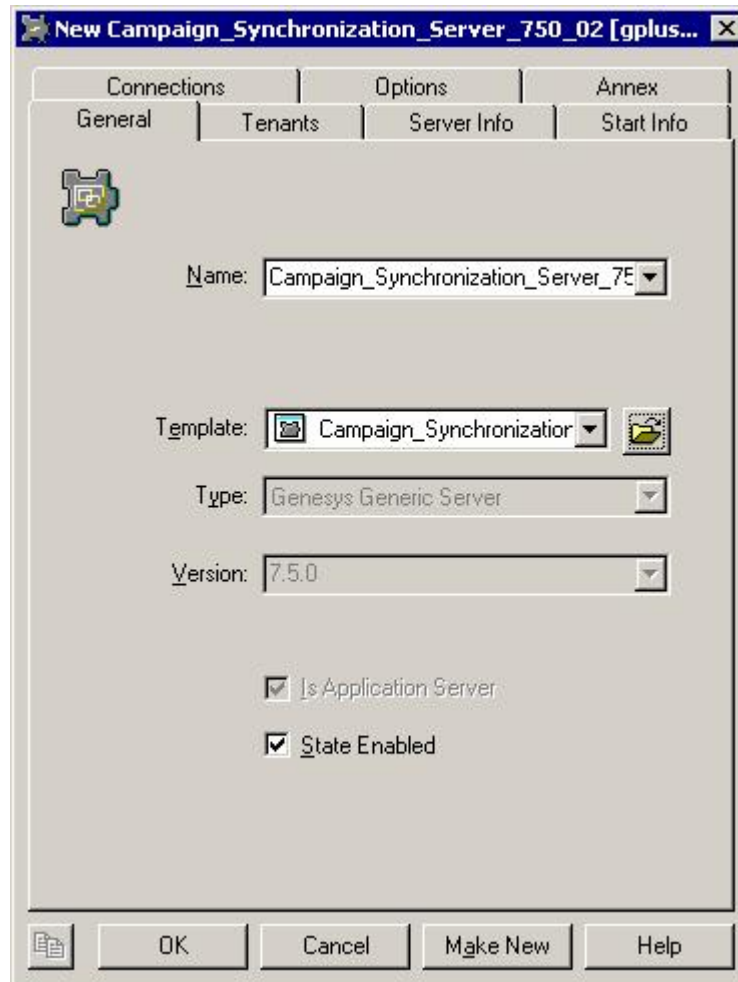 New Campaign_Synchronization_Server_750_02 [gplus...
Connections Options Annex
General Tenants Server Info Start Info
Name: Campaign_Synchronization_Server_75
Template: Campaign_Synchronization
Type: Genesys Generic Server
Version: 7.5.0
Is Application Server
State Enabled
OK Cancel Make New Help